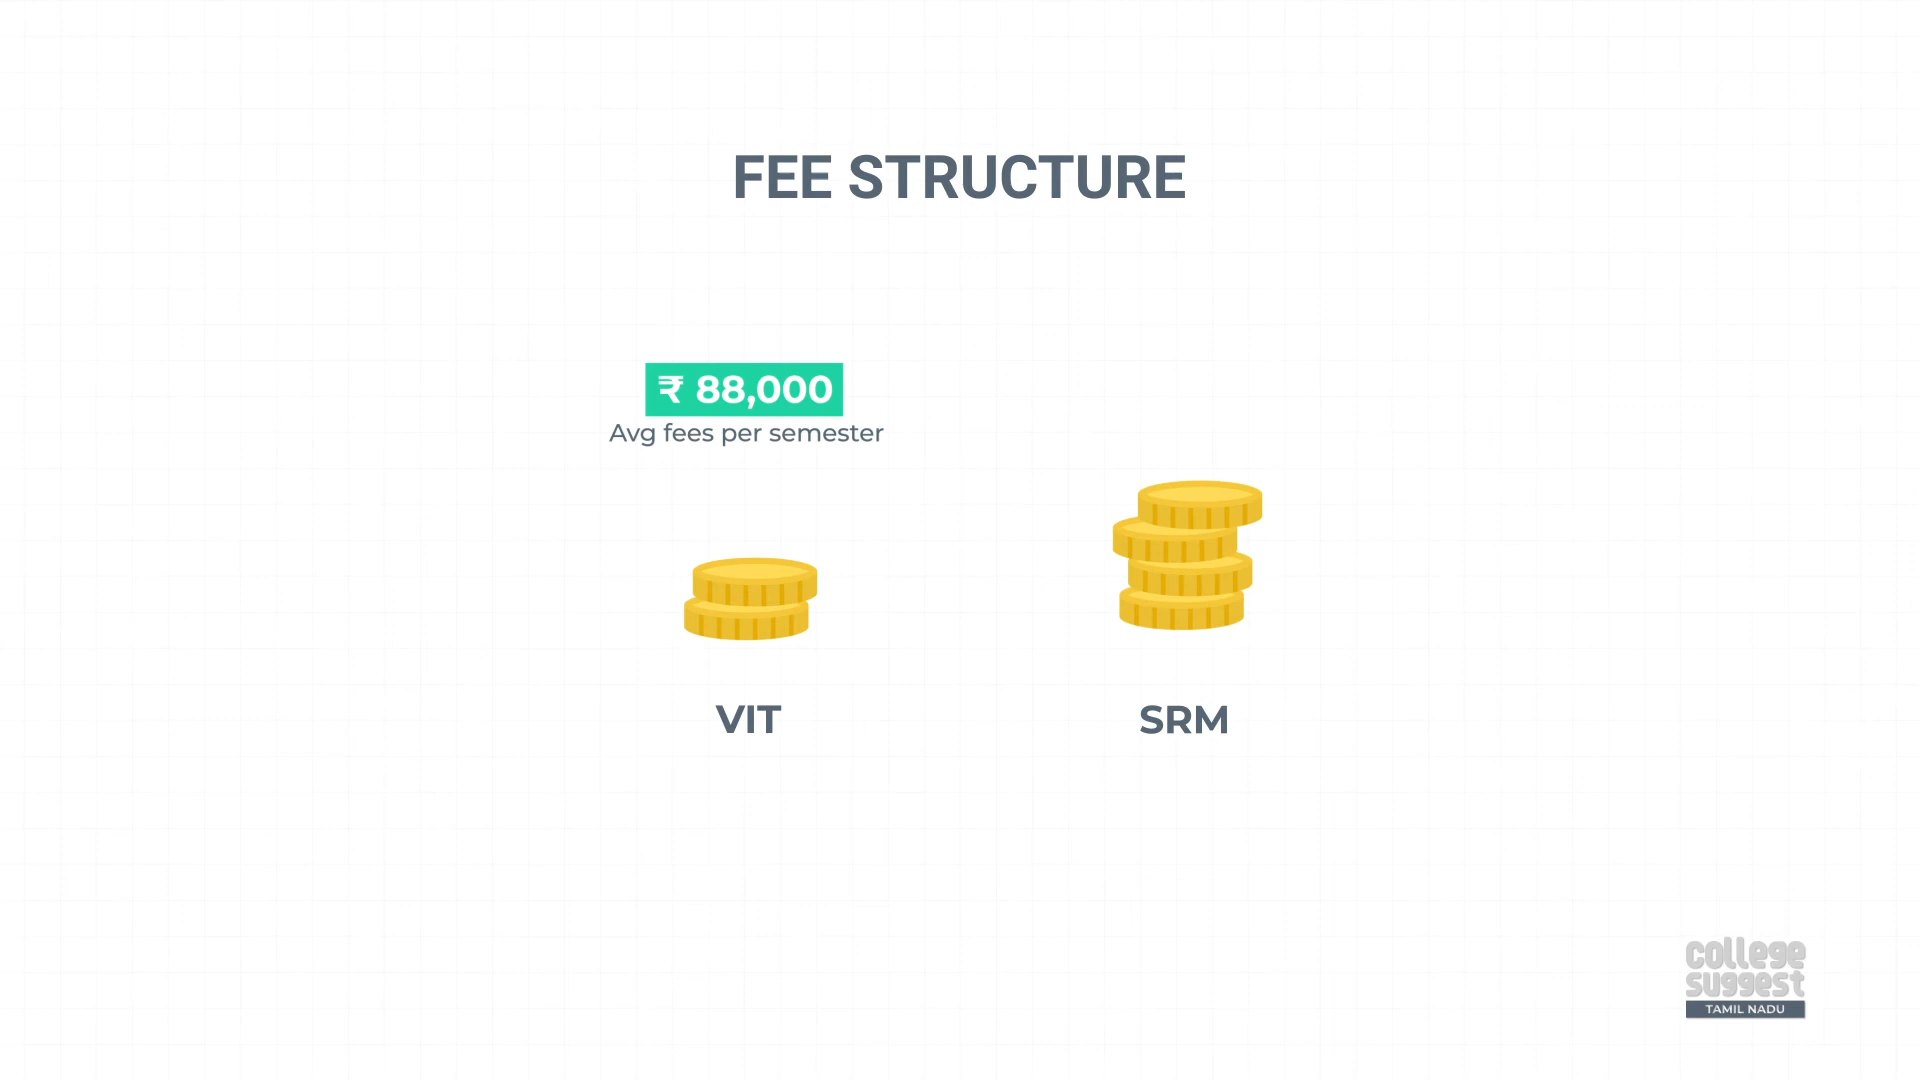 FEE STRUCTURE
₹ 88,000
Avg fees per semester
VIT
SRM
college
suggest
TAMIL NADU